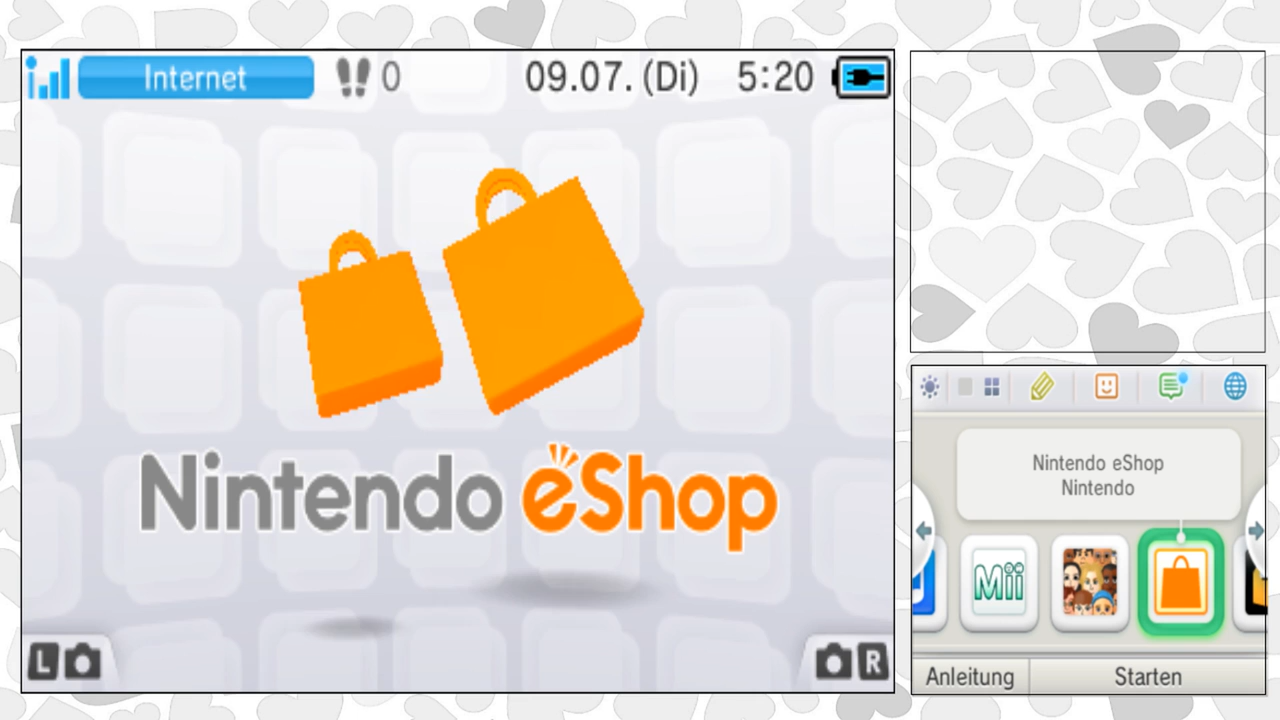 Internet 0 09.07. (Di) 5:20
Nintendo eShop
L R
Nintendo eShop
Nintendo
Mii
Anleitung Starten